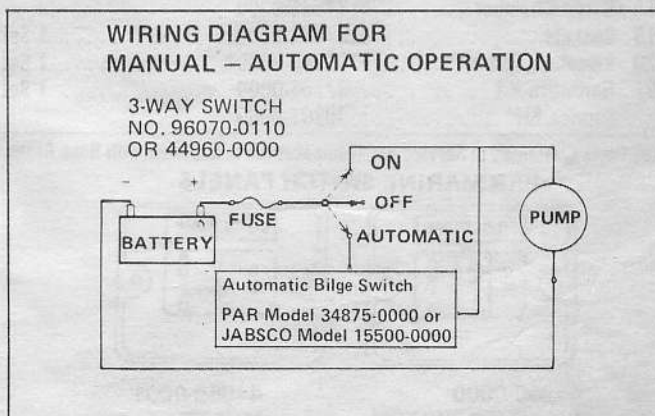 WIRING DIAGRAM FOR
MANUAL – AUTOMATIC OPERATION
3-WAY SWITCH
NO. 96070-0110
OR 44960-0000
- +
ON
OFF
FUSE
AUTOMATIC
BATTERY
PUMP
Automatic Bilge Switch
PAR Model 34875-0000 or
JABSCO Model 15500-0000